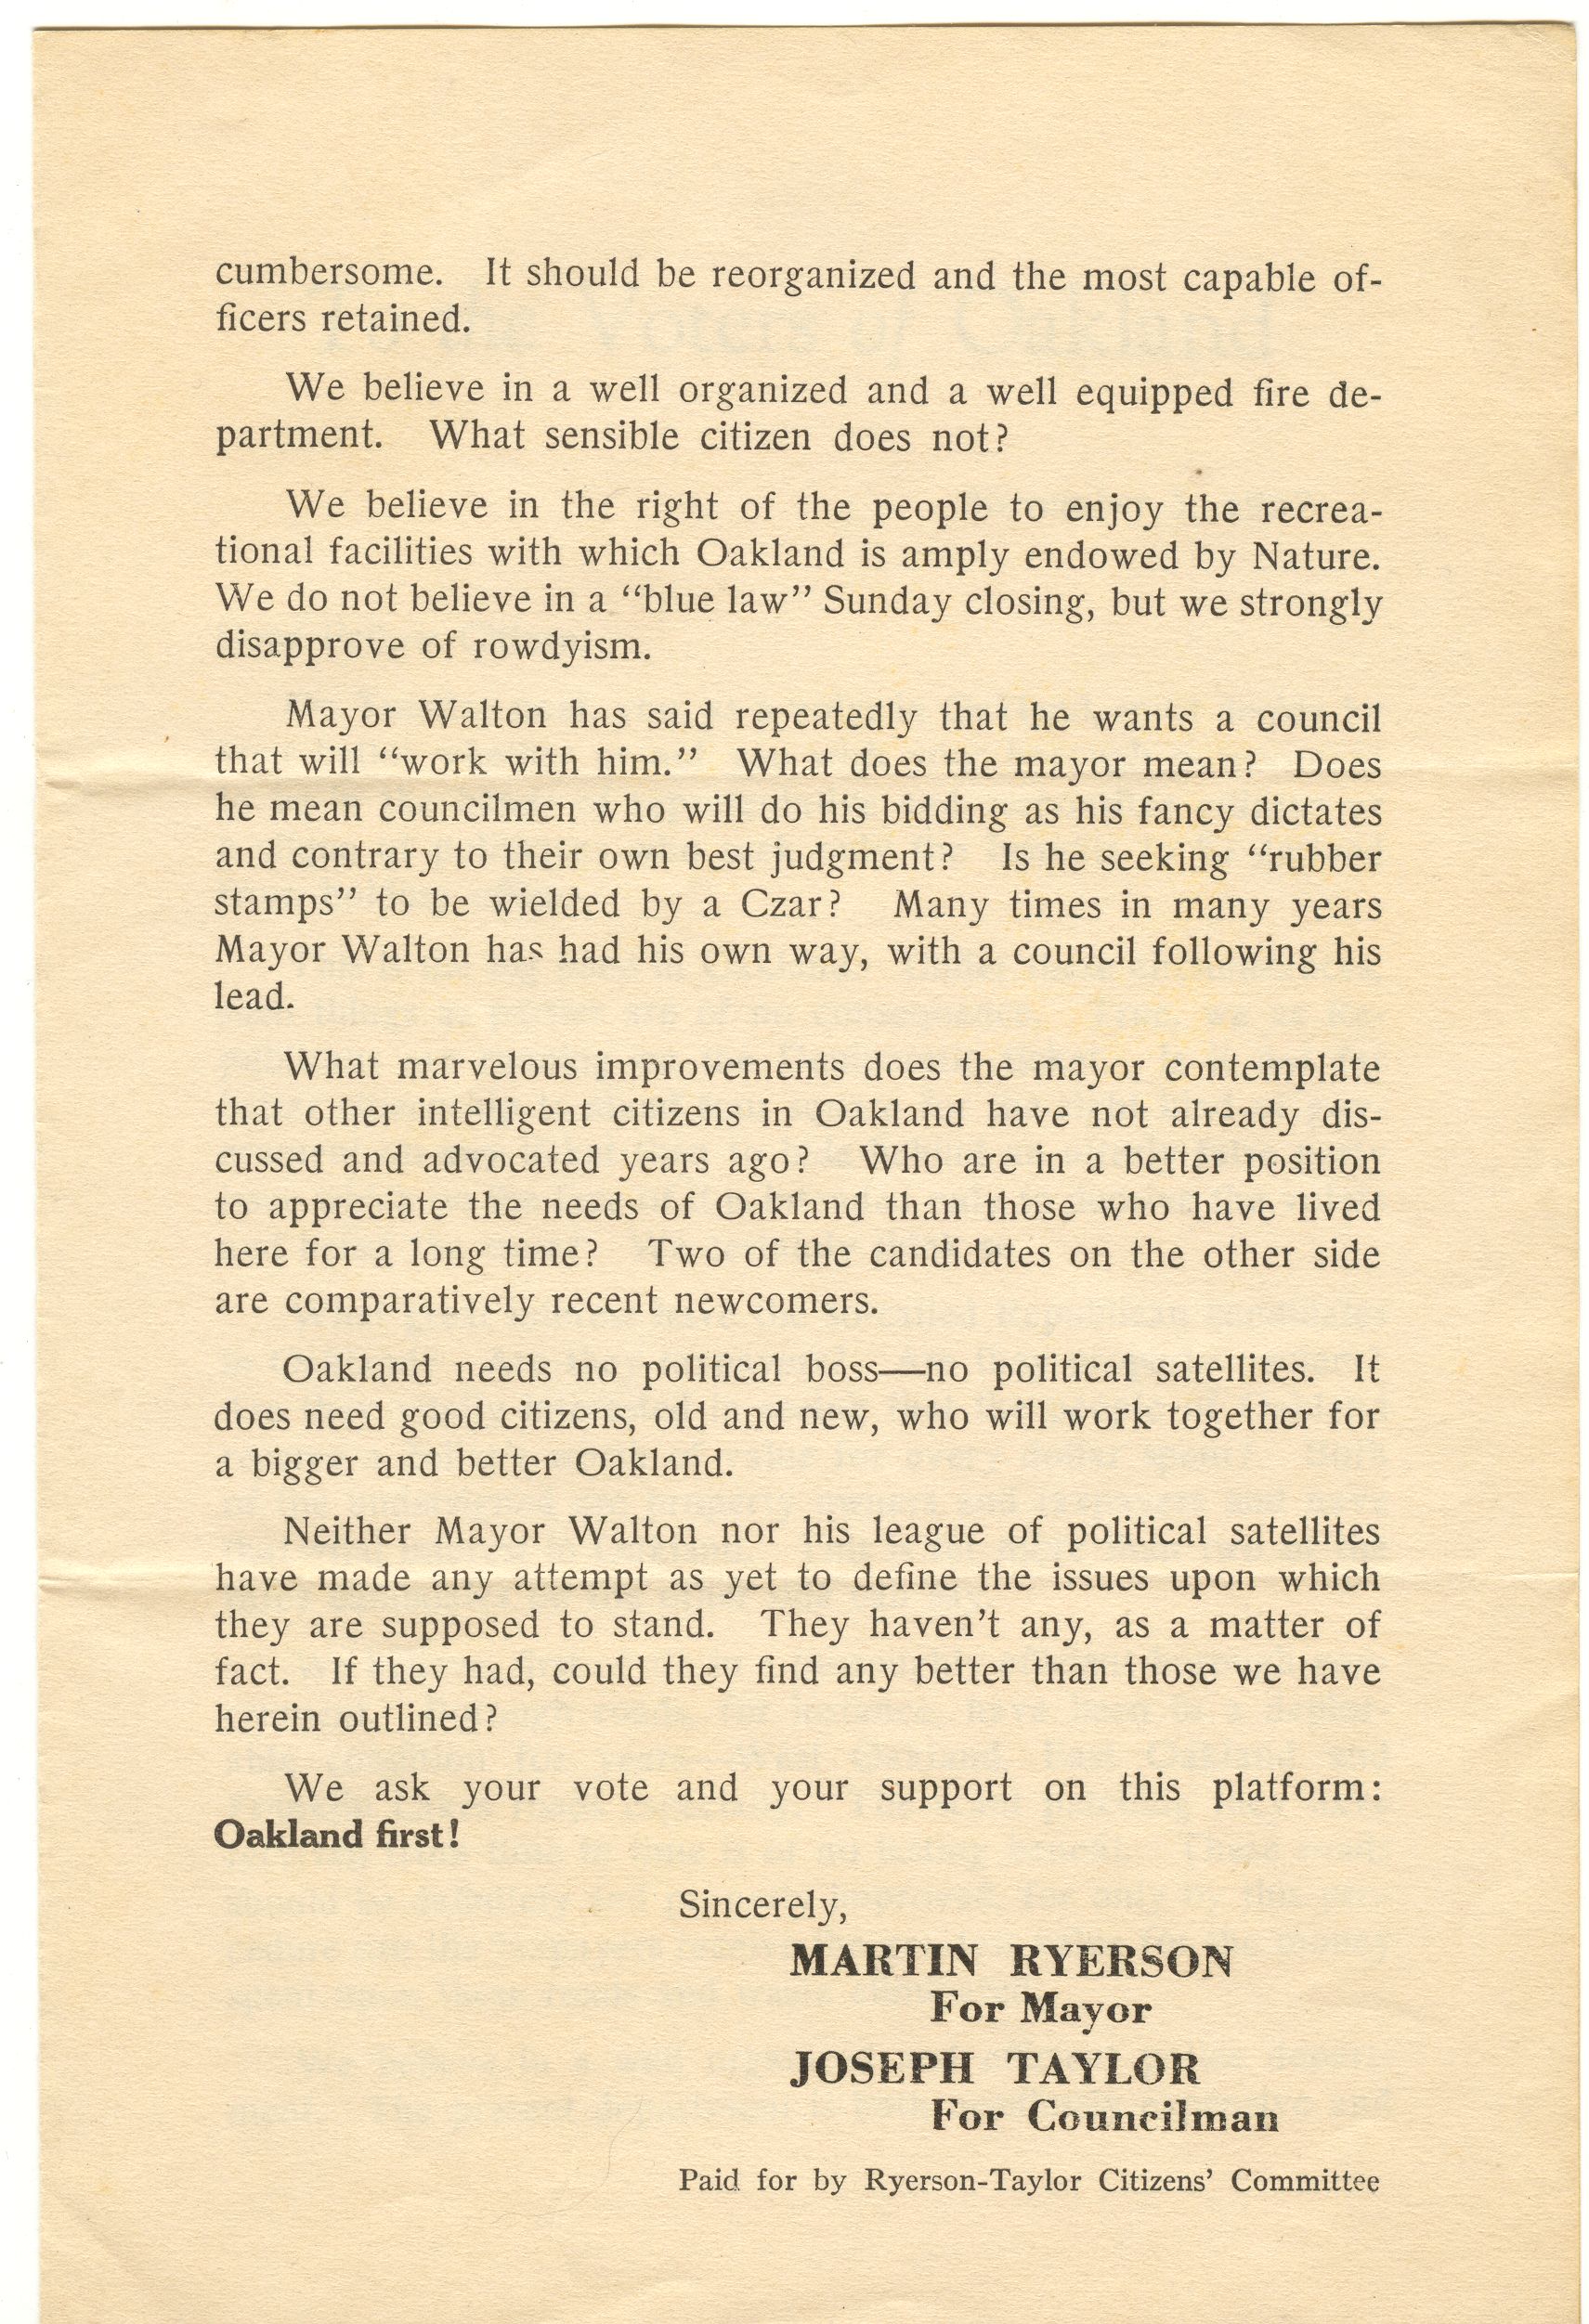 cumbersome. It should be reorganized and the most capable of-
ficers retained.
We believe in a well organized and a well equipped fire de-
partment. What sensible citizen does not?
We believe in the right of the people to enjoy the recrea-
tional facilities with which Oakland is amply endowed by Nature.
We do not believe in a “blue law” Sunday closing, but we strongly
disapprove of rowdyism.
Mayor Walton has said repeatedly that he wants a council
that will “work with him.” What does the mayor mean? Does
he mean councilmen who will do his bidding as his fancy dictates
and contrary to their own best judgment? Is he seeking “rubber
stamps” to be wielded by a Czar? Many times in many years
Mayor Walton has had his own way, with a council following his
lead.
What marvelous improvements does the mayor contemplate
that other intelligent citizens in Oakland have not already dis-
cussed and advocated years ago? Who are in a better position
to appreciate the needs of Oakland than those who have lived
here for a long time? Two of the candidates on the other side
are comparatively recent newcomers.
Oakland needs no political boss—no political satellites. It
does need good citizens, old and new, who will work together for
a bigger and better Oakland.
Neither Mayor Walton nor his league of political satellites
have made any attempt as yet to define the issues upon which
they are supposed to stand. They haven’t any, as a matter of
fact. If they had, could they find any better than those we have
herein outlined?
We ask your vote and your support on this platform:
Oakland first!
Sincerely,
MARTIN RYERSON
For Mayor
JOSEPH TAYLOR
For Councilman
Paid for by Ryerson-Taylor Citizens’ Committee